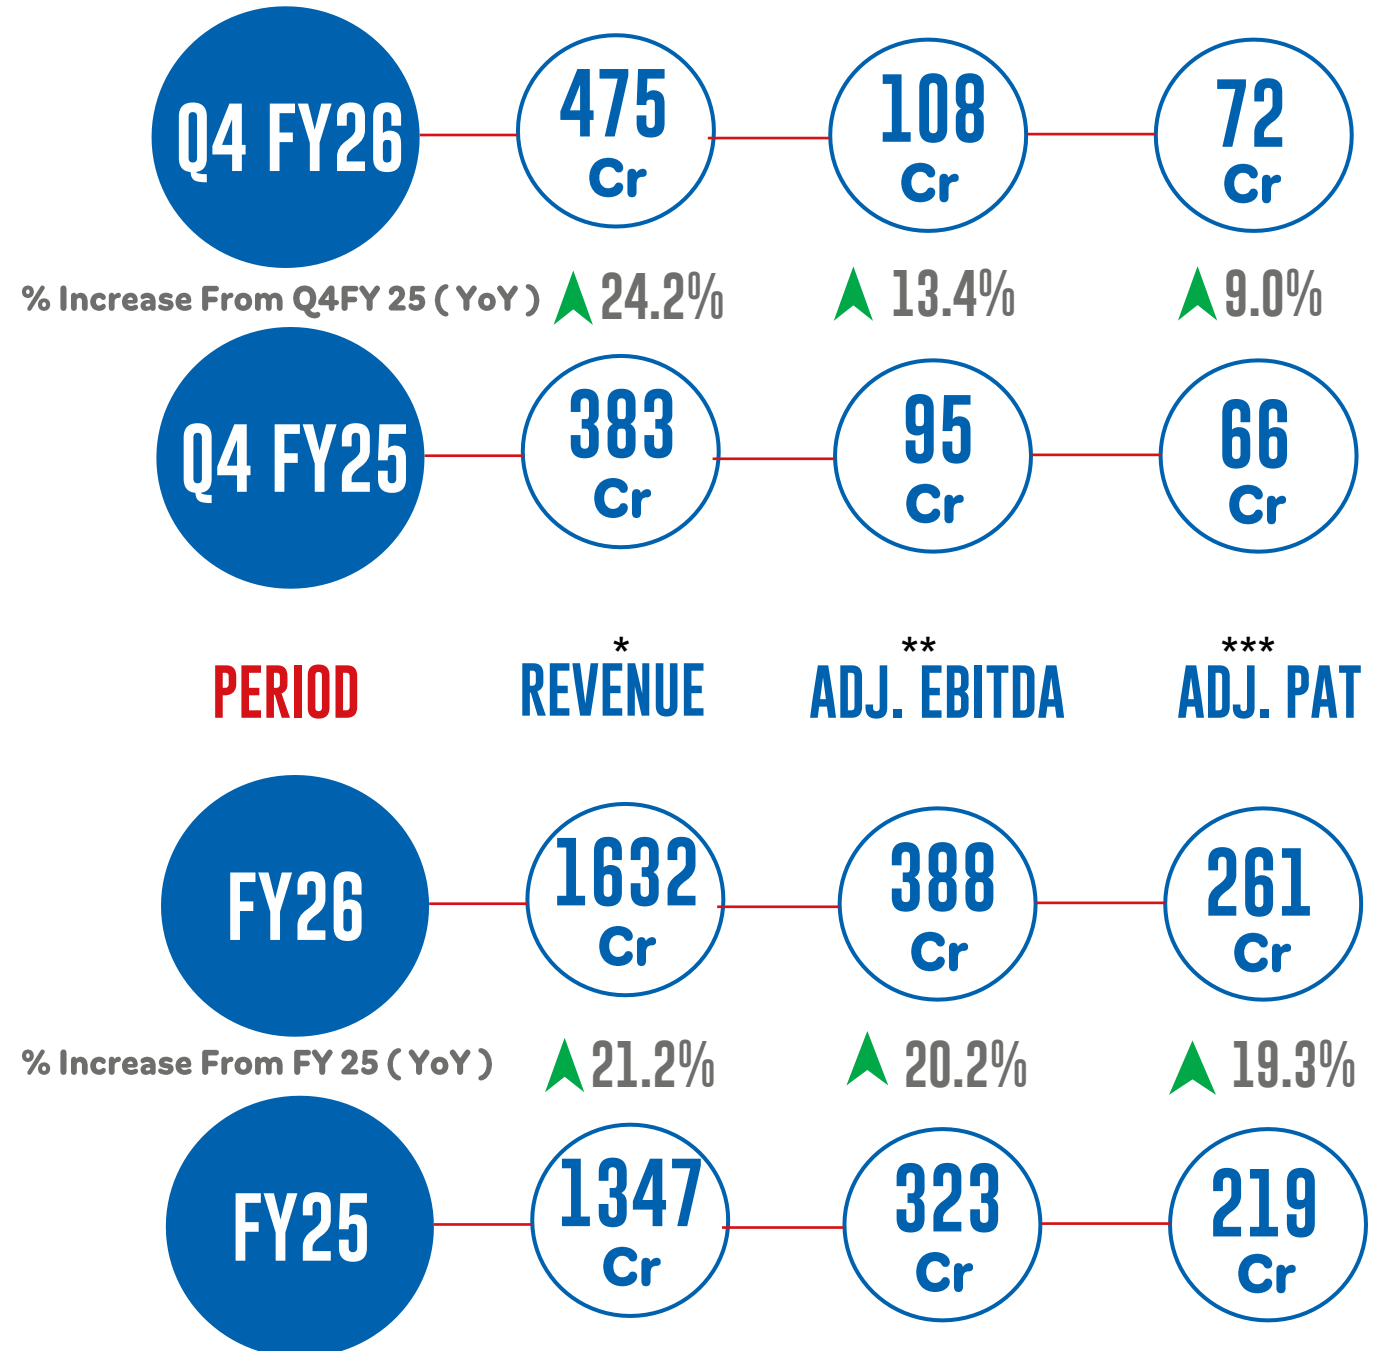 Q4 FY26
475
Cr
108
Cr
72
Cr
% Increase From Q4FY 25 ( YoY )
24.2%
13.4%
9.0%
Q4 FY25
383
Cr
95
Cr
66
Cr
PERIOD
*
REVENUE
**
ADJ. EBITDA
***
ADJ. PAT
FY26
1632
Cr
388
Cr
261
Cr
% Increase From FY 25 ( YoY )
21.2%
20.2%
19.3%
FY25
1347
Cr
323
Cr
219
Cr